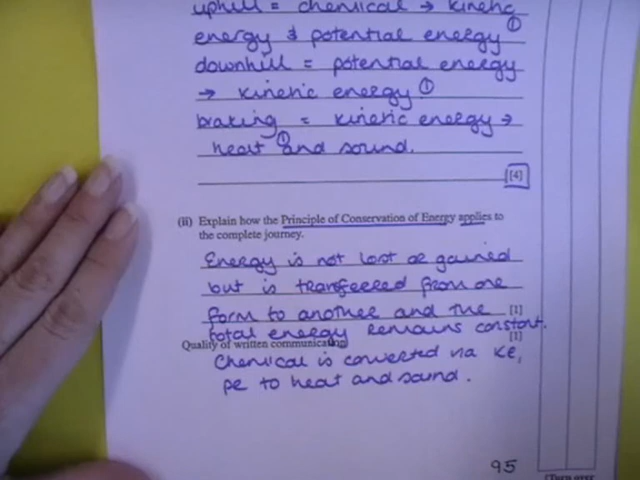 uphill = chemical → kinetic
energy & potential energy ①
downhill = potential energy
→ kinetic energy ①
braking = kinetic energy →
heat ① and sound.
[4]
(ii) Explain how the Principle of Conservation of Energy applies to
the complete journey.
Energy is not lost or gained
but is transferred from one
form to another and the [1]
total energy remains constant.
Quality of written communication [1]
Chemical is converted via KE,
pe to heat and sound.
95
[Turn over